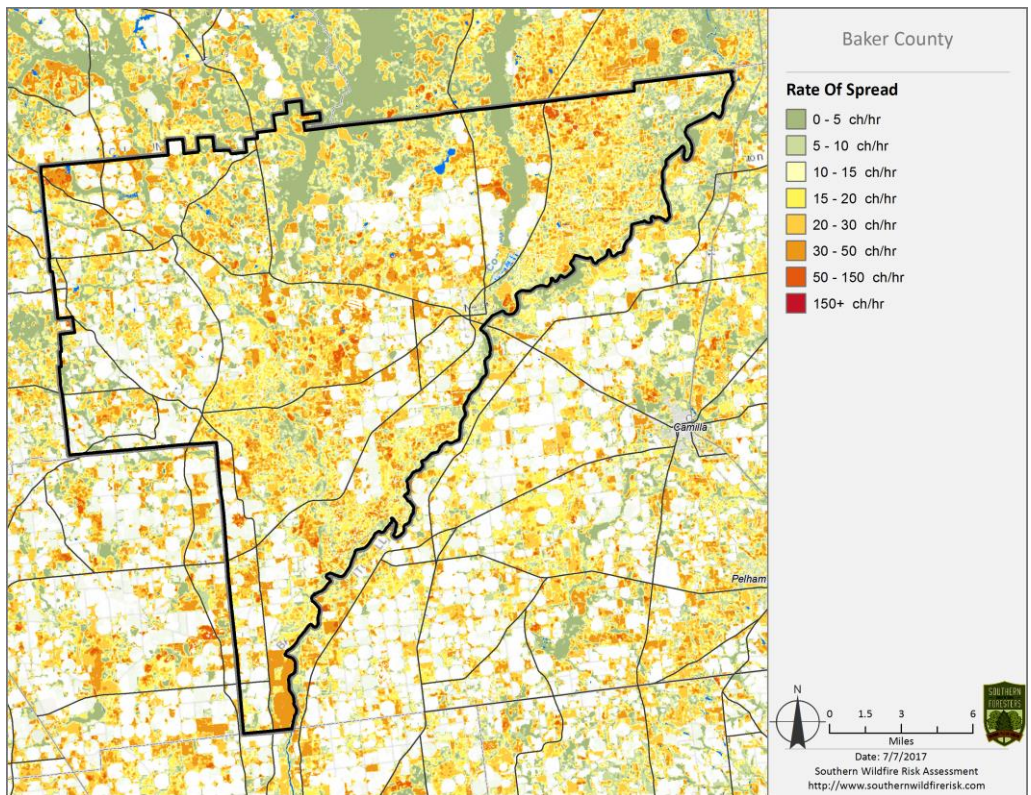 Baker County
Rate Of Spread
0 - 5 ch/hr
5 - 10 ch/hr
10 - 15 ch/hr
15 - 20 ch/hr
20 - 30 ch/hr
30 - 50 ch/hr
50 - 150 ch/hr
150+ ch/hr
Camilla
Pelham
N
0 1.5 3 6
Miles
Date: 7/7/2017
Southern Wildfire Risk Assessment
http://www.southernwildfirerisk.com
SOUTHERN
FORESTERS